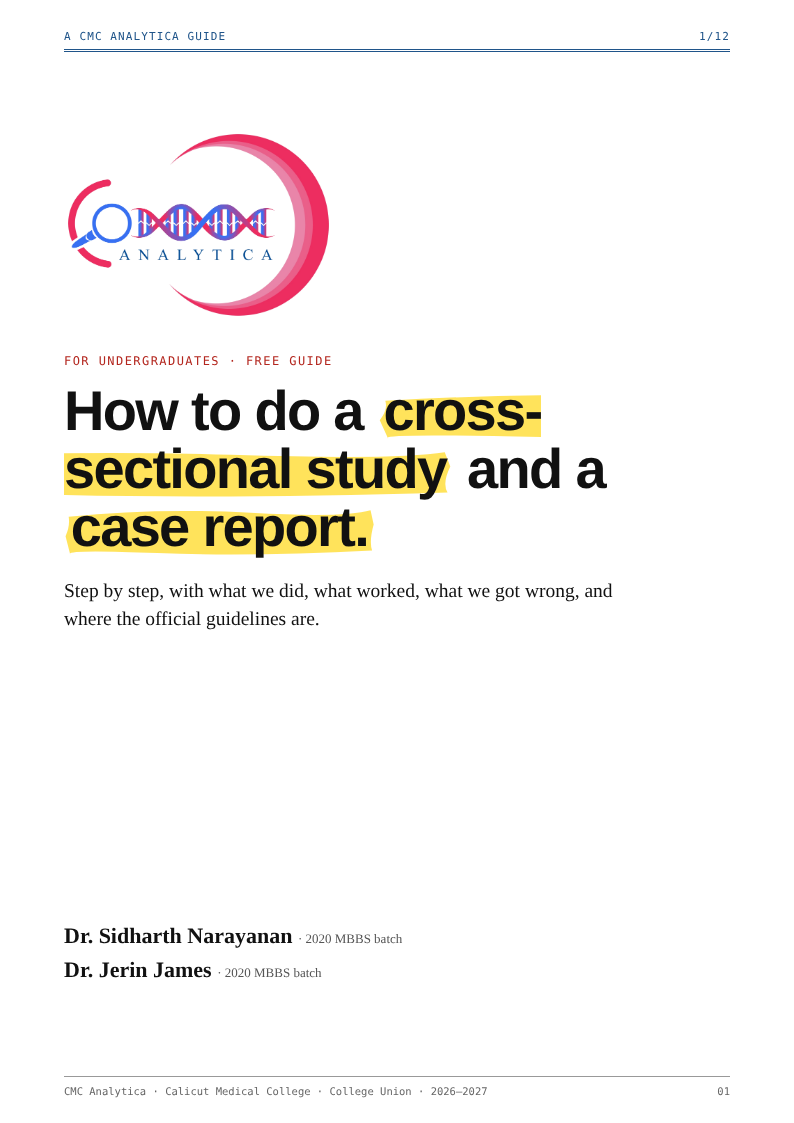 A CMC ANALYTICA GUIDE 1/12
ANALYTICA
FOR UNDERGRADUATES · FREE GUIDE
How to do a cross-
sectional study and a
case report.
Step by step, with what we did, what worked, what we got wrong, and
where the official guidelines are.
Dr. Sidharth Narayanan · 2020 MBBS batch
Dr. Jerin James · 2020 MBBS batch
CMC Analytica · Calicut Medical College · College Union · 2026–2027 01